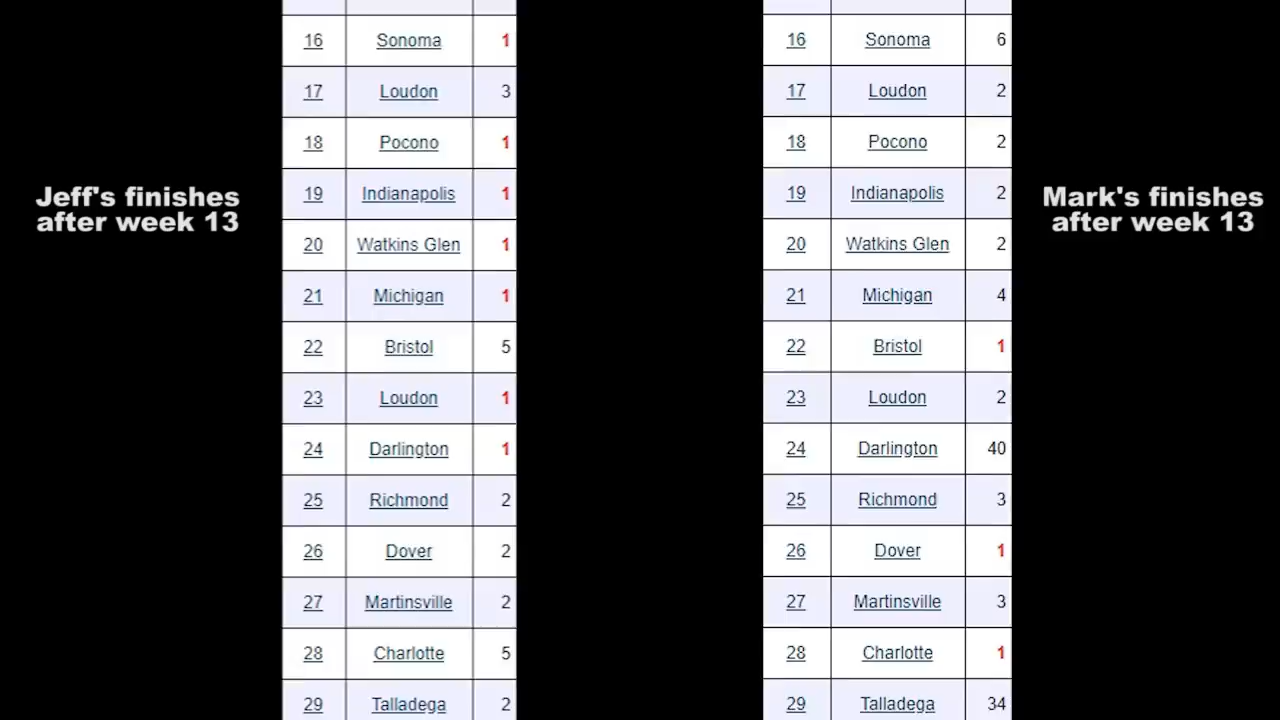 Jeff's finishes
after week 13
16 Sonoma 1
17 Loudon 3
18 Pocono 1
19 Indianapolis 1
20 Watkins Glen 1
21 Michigan 1
22 Bristol 5
23 Loudon 1
24 Darlington 1
25 Richmond 2
26 Dover 2
27 Martinsville 2
28 Charlotte 5
29 Talladega 2
16 Sonoma 6
17 Loudon 2
18 Pocono 2
19 Indianapolis 2
20 Watkins Glen 2
21 Michigan 4
22 Bristol 1
23 Loudon 2
24 Darlington 40
25 Richmond 3
26 Dover 1
27 Martinsville 3
28 Charlotte 1
29 Talladega 34
Mark's finishes
after week 13